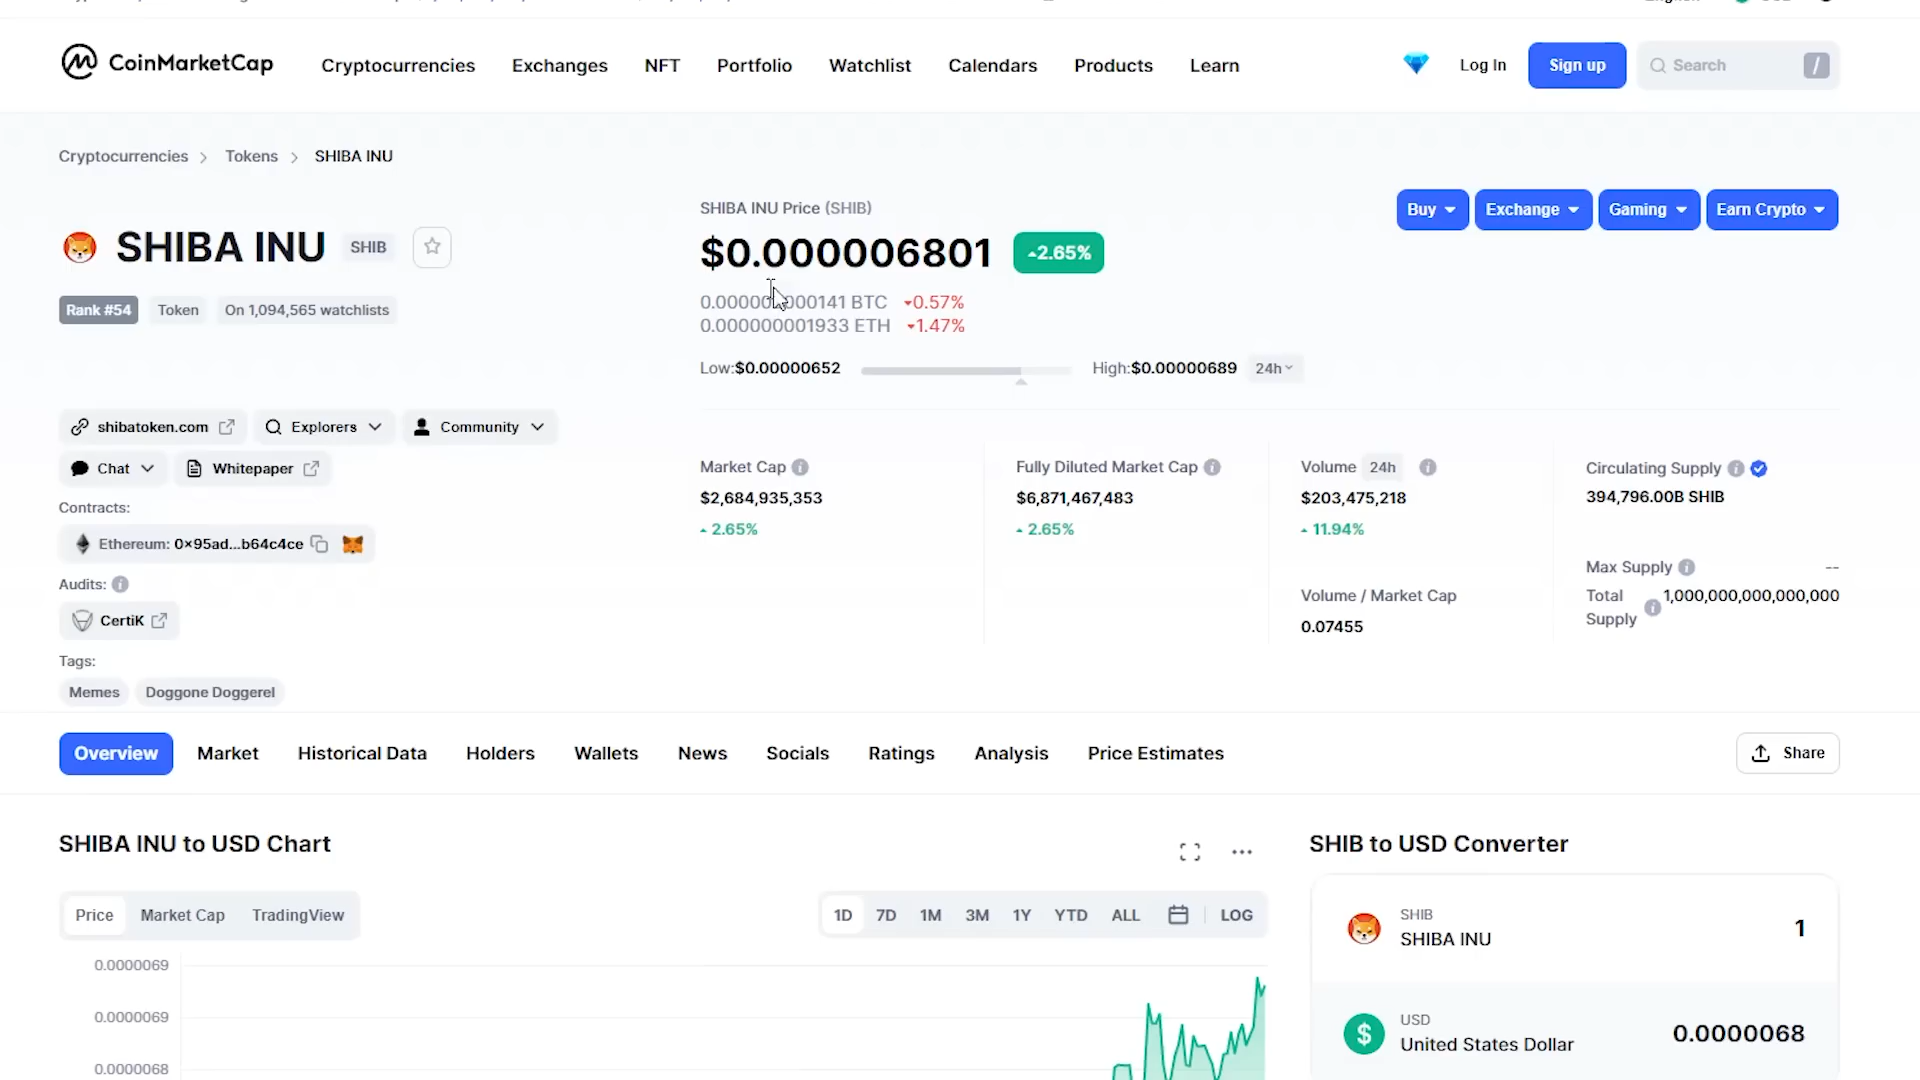 CoinMarketCap
Cryptocurrencies Exchanges NFT Portfolio Watchlist Calendars Products Learn
Log In Sign up Search /
Cryptocurrencies > Tokens > SHIBA INU
SHIBA INU SHIB
Rank #54 Token On 1,094,565 watchlists
SHIBA INU Price (SHIB)
$0.000006801 2.65%
0.000000000141 BTC 0.57%
0.000000001933 ETH 1.47%
Low:$0.00000652 High:$0.00000689 24h
Buy Exchange Gaming Earn Crypto
shibatoken.com Explorers Community
Chat Whitepaper
Contracts:
Ethereum: 0x95ad...b64c4ce
Audits:
CertiK
Tags:
Memes Doggone Doggerel
Market Cap
$2,684,935,353
2.65%
Fully Diluted Market Cap
$6,871,467,483
2.65%
Volume 24h
$203,475,218
11.94%
Volume / Market Cap
0.07455
Circulating Supply
394,796.00B SHIB
Max Supply --
Total Supply 1,000,000,000,000,000
Overview Market Historical Data Holders Wallets News Socials Ratings Analysis Price Estimates
Share
SHIBA INU to USD Chart
Price Market Cap TradingView
1D 7D 1M 3M 1Y YTD ALL LOG
0.0000069
0.0000069
0.0000068
SHIB to USD Converter
SHIB
SHIBA INU
1
USD
United States Dollar
0.0000068
$